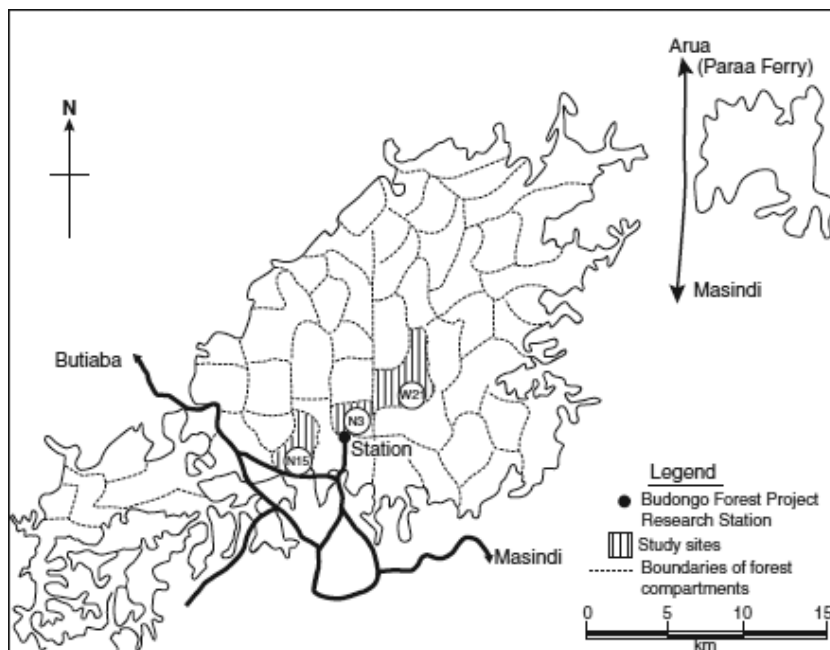 Arua
(Paraa Ferry)
N
Masindi
Butiaba
W21
N3
Station
N15
Masindi
Legend
Budongo Forest Project
Research Station
Study sites
Boundaries of forest
compartments
0 5 10 15
km